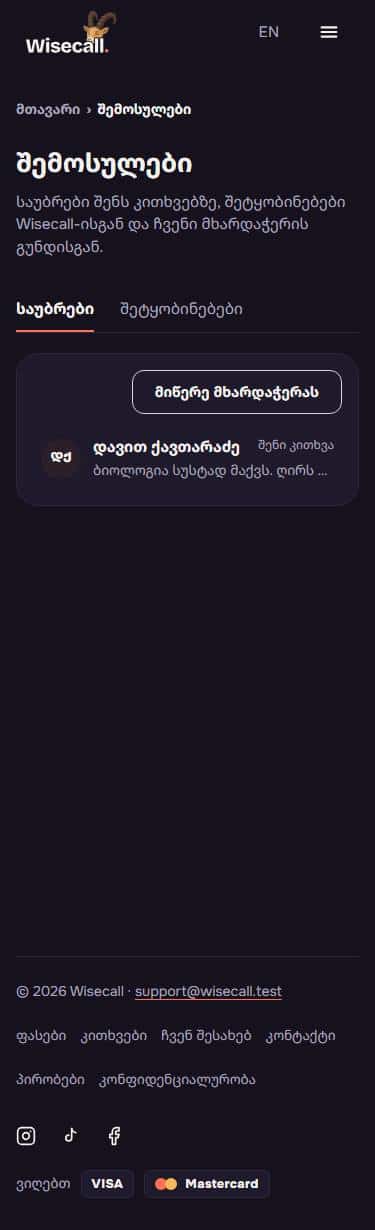 Wisecall.
EN
მთავარი › შემოსულები
შემოსულები
საუბრები შენს კითხვებზე, შეტყობინებები
Wisecall-ისგან და ჩვენი მხარდაჭერის
გუნდისგან.
საუბრები შეტყობინებები
მიწერე მხარდაჭერას
დქ
დავით ქავთარაძე შენი კითხვა
ბიოლოგია სუსტად მაქვს. ღირს ...
© 2026 Wisecall · support@wisecall.test
ფასები კითხვები ჩვენ შესახებ კონტაქტი
პირობები კონფიდენციალურობა
ვიღებთ VISA Mastercard